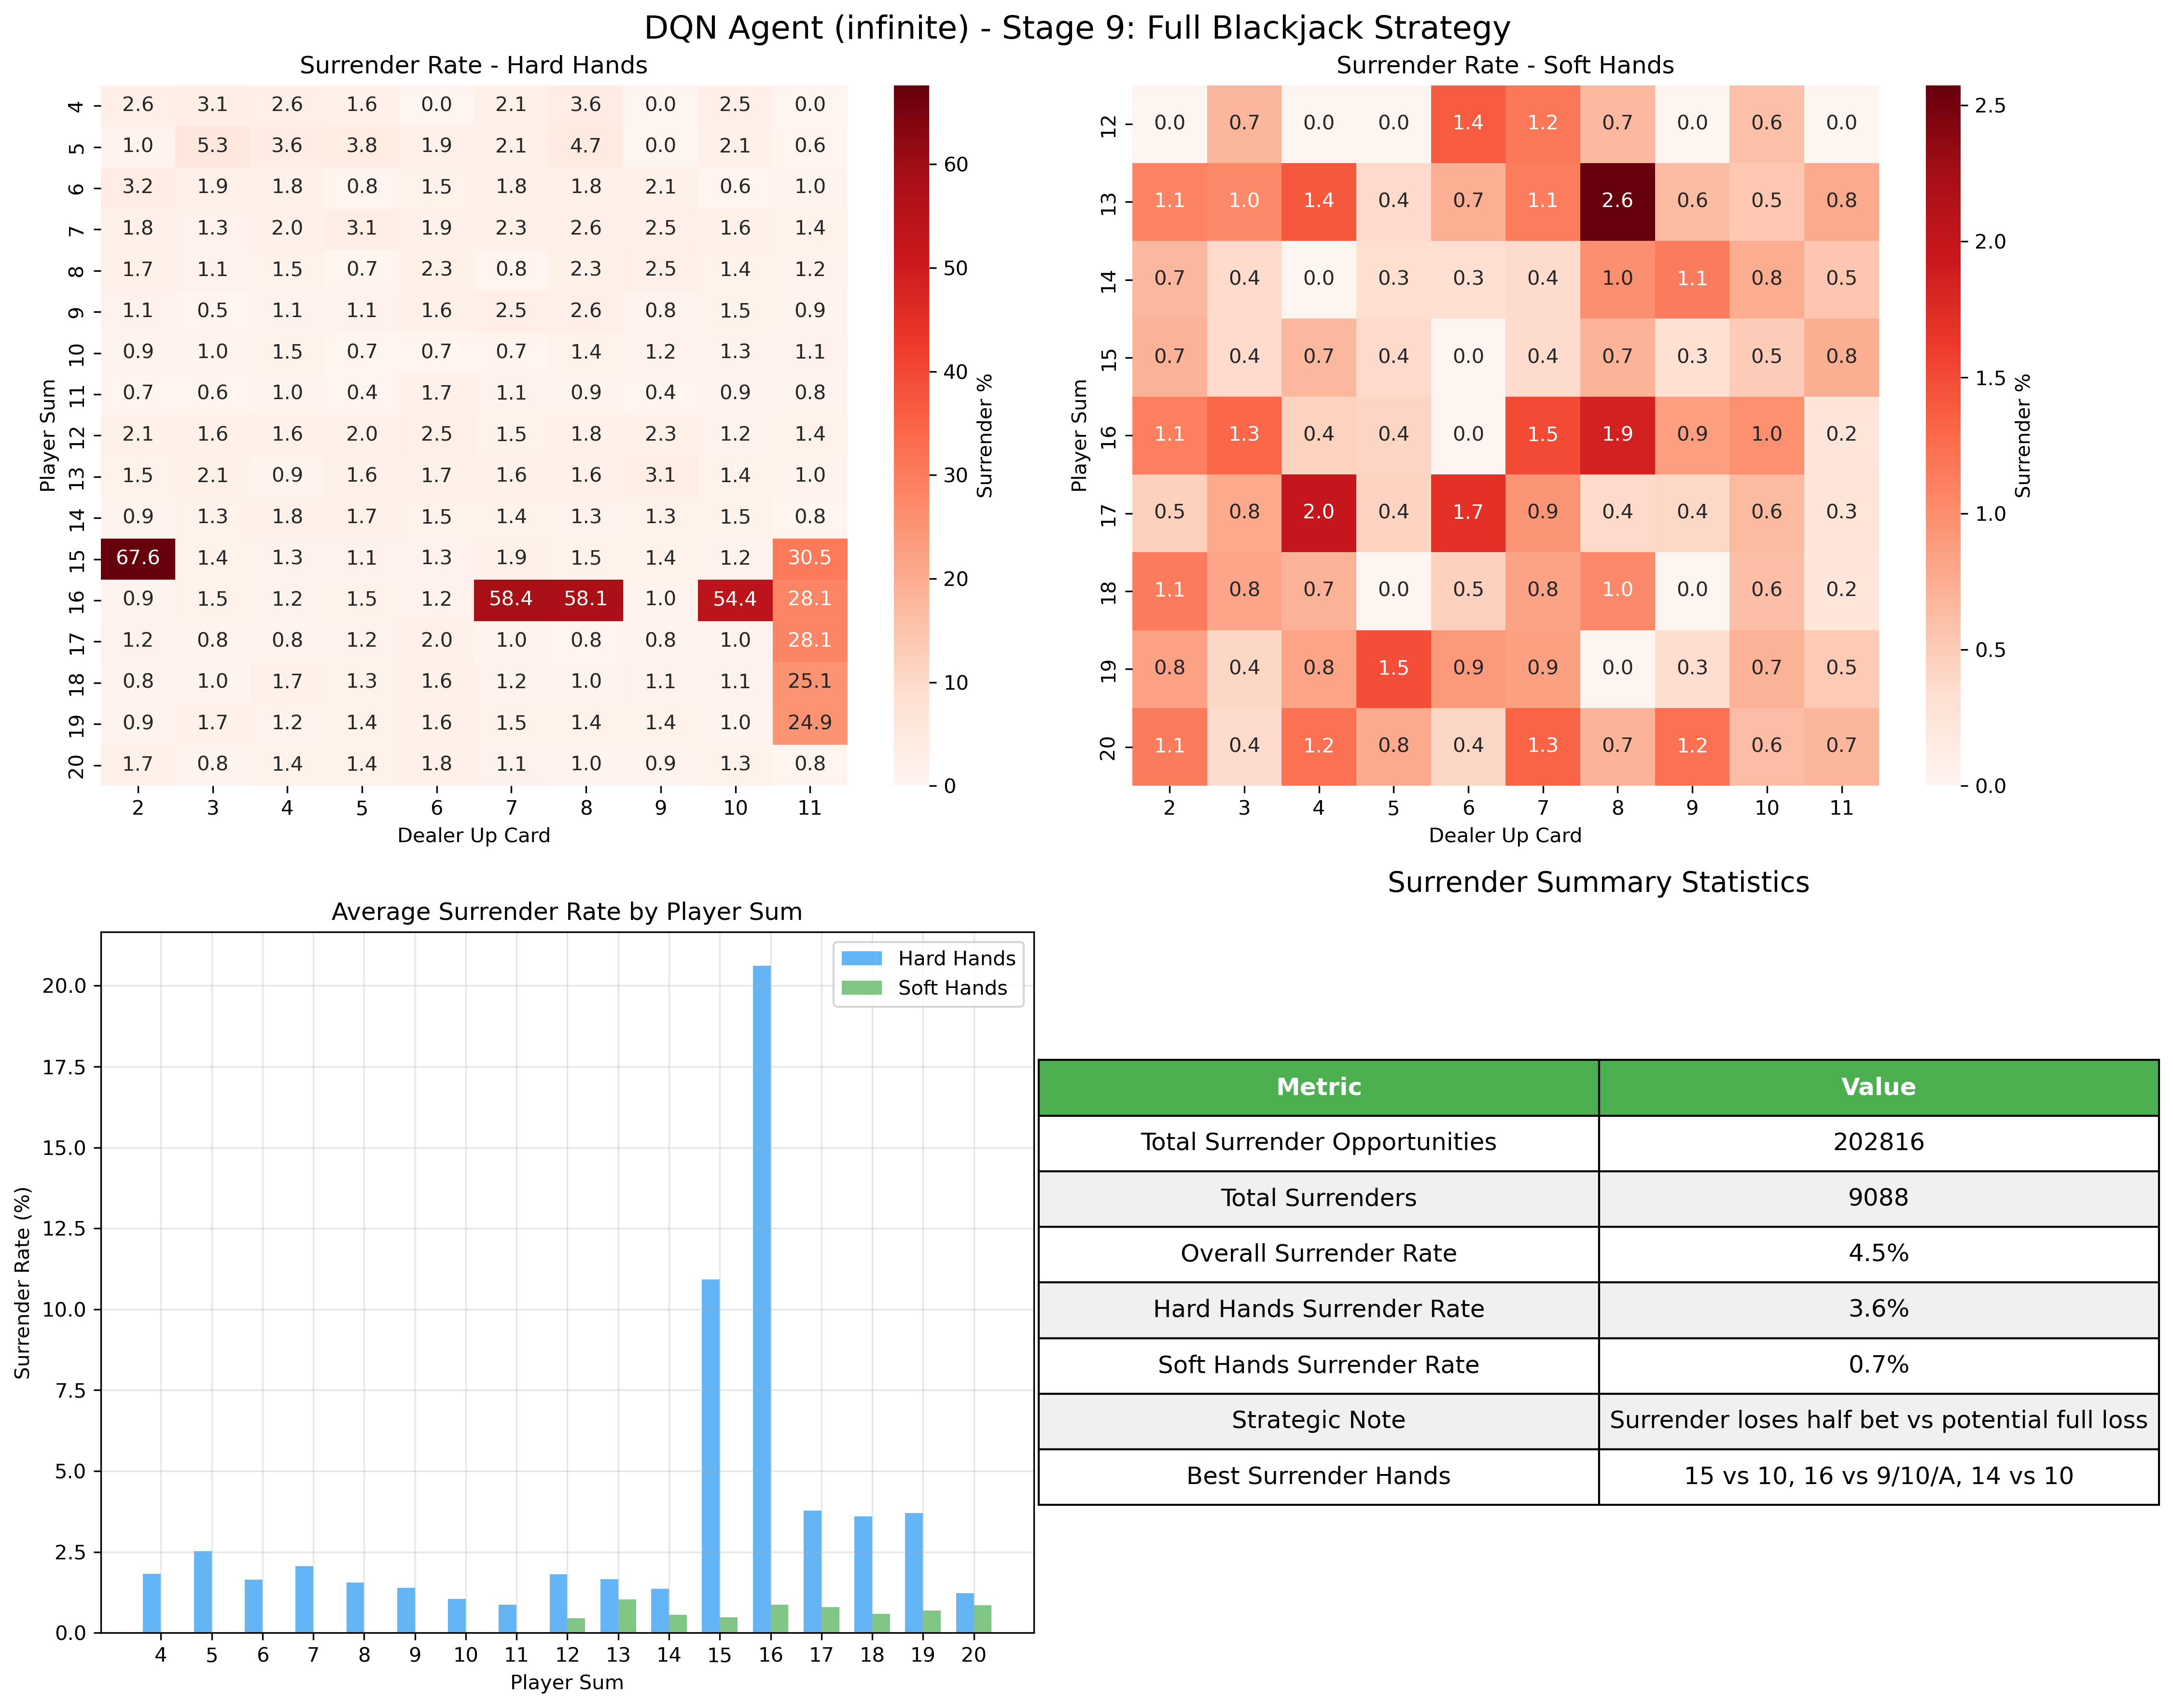 DQN Agent (infinite) - Stage 9: Full Blackjack Strategy
Surrender Rate - Hard Hands
4 2.6 3.1 2.6 1.6 0.0 2.1 3.6 0.0 2.5 0.0
5 1.0 5.3 3.6 3.8 1.9 2.1 4.7 0.0 2.1 0.6
6 3.2 1.9 1.8 0.8 1.5 1.8 1.8 2.1 0.6 1.0
7 1.8 1.3 2.0 3.1 1.9 2.3 2.6 2.5 1.6 1.4
8 1.7 1.1 1.5 0.7 2.3 0.8 2.3 2.5 1.4 1.2
9 1.1 0.5 1.1 1.1 1.6 2.5 2.6 0.8 1.5 0.9
10 0.9 1.0 1.5 0.7 0.7 0.7 1.4 1.2 1.3 1.1
11 0.7 0.6 1.0 0.4 1.7 1.1 0.9 0.4 0.9 0.8
12 2.1 1.6 1.6 2.0 2.5 1.5 1.8 2.3 1.2 1.4
13 1.5 2.1 0.9 1.6 1.7 1.6 1.6 3.1 1.4 1.0
14 0.9 1.3 1.8 1.7 1.5 1.4 1.3 1.3 1.5 0.8
15 67.6 1.4 1.3 1.1 1.3 1.9 1.5 1.4 1.2 30.5
16 0.9 1.5 1.2 1.5 1.2 58.4 58.1 1.0 54.4 28.1
17 1.2 0.8 0.8 1.2 2.0 1.0 0.8 0.8 1.0 28.1
18 0.8 1.0 1.7 1.3 1.6 1.2 1.0 1.1 1.1 25.1
19 0.9 1.7 1.2 1.4 1.6 1.5 1.4 1.4 1.0 24.9
20 1.7 0.8 1.4 1.4 1.8 1.1 1.0 0.9 1.3 0.8
2 3 4 5 6 7 8 9 10 11
Dealer Up Card
Player Sum
60
50
40
30
20
10
0
Surrender %
Surrender Rate - Soft Hands
12 0.0 0.7 0.0 0.0 1.4 1.2 0.7 0.0 0.6 0.0
13 1.1 1.0 1.4 0.4 0.7 1.1 2.6 0.6 0.5 0.8
14 0.7 0.4 0.0 0.3 0.3 0.4 1.0 1.1 0.8 0.5
15 0.7 0.4 0.7 0.4 0.0 0.4 0.7 0.3 0.5 0.8
16 1.1 1.3 0.4 0.4 0.0 1.5 1.9 0.9 1.0 0.2
17 0.5 0.8 2.0 0.4 1.7 0.9 0.4 0.4 0.6 0.3
18 1.1 0.8 0.7 0.0 0.5 0.8 1.0 0.0 0.6 0.2
19 0.8 0.4 0.8 1.5 0.9 0.9 0.0 0.3 0.7 0.5
20 1.1 0.4 1.2 0.8 0.4 1.3 0.7 1.2 0.6 0.7
2 3 4 5 6 7 8 9 10 11
Dealer Up Card
Player Sum
2.5
2.0
1.5
1.0
0.5
0.0
Surrender %
Average Surrender Rate by Player Sum
Hard Hands
Soft Hands
20.0
17.5
15.0
12.5
10.0
7.5
5.0
2.5
0.0
Surrender Rate (%)
4 5 6 7 8 9 10 11 12 13 14 15 16 17 18 19 20
Player Sum
Surrender Summary Statistics
Metric Value
Total Surrender Opportunities 202816
Total Surrenders 9088
Overall Surrender Rate 4.5%
Hard Hands Surrender Rate 3.6%
Soft Hands Surrender Rate 0.7%
Strategic Note Surrender loses half bet vs potential full loss
Best Surrender Hands 15 vs 10, 16 vs 9/10/A, 14 vs 10